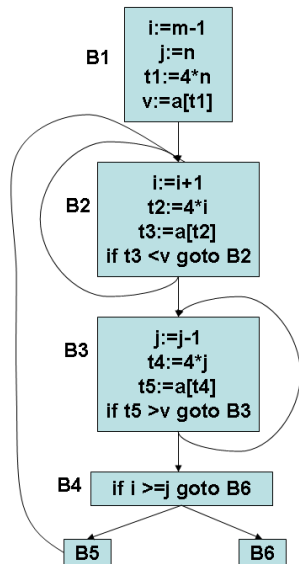 B1
i:=m-1
j:=n
t1:=4*n
v:=a[t1]
B2
i:=i+1
t2:=4*i
t3:=a[t2]
if t3 <v goto B2
B3
j:=j-1
t4:=4*j
t5:=a[t4]
if t5 >v goto B3
B4
if i >=j goto B6
B5
B6